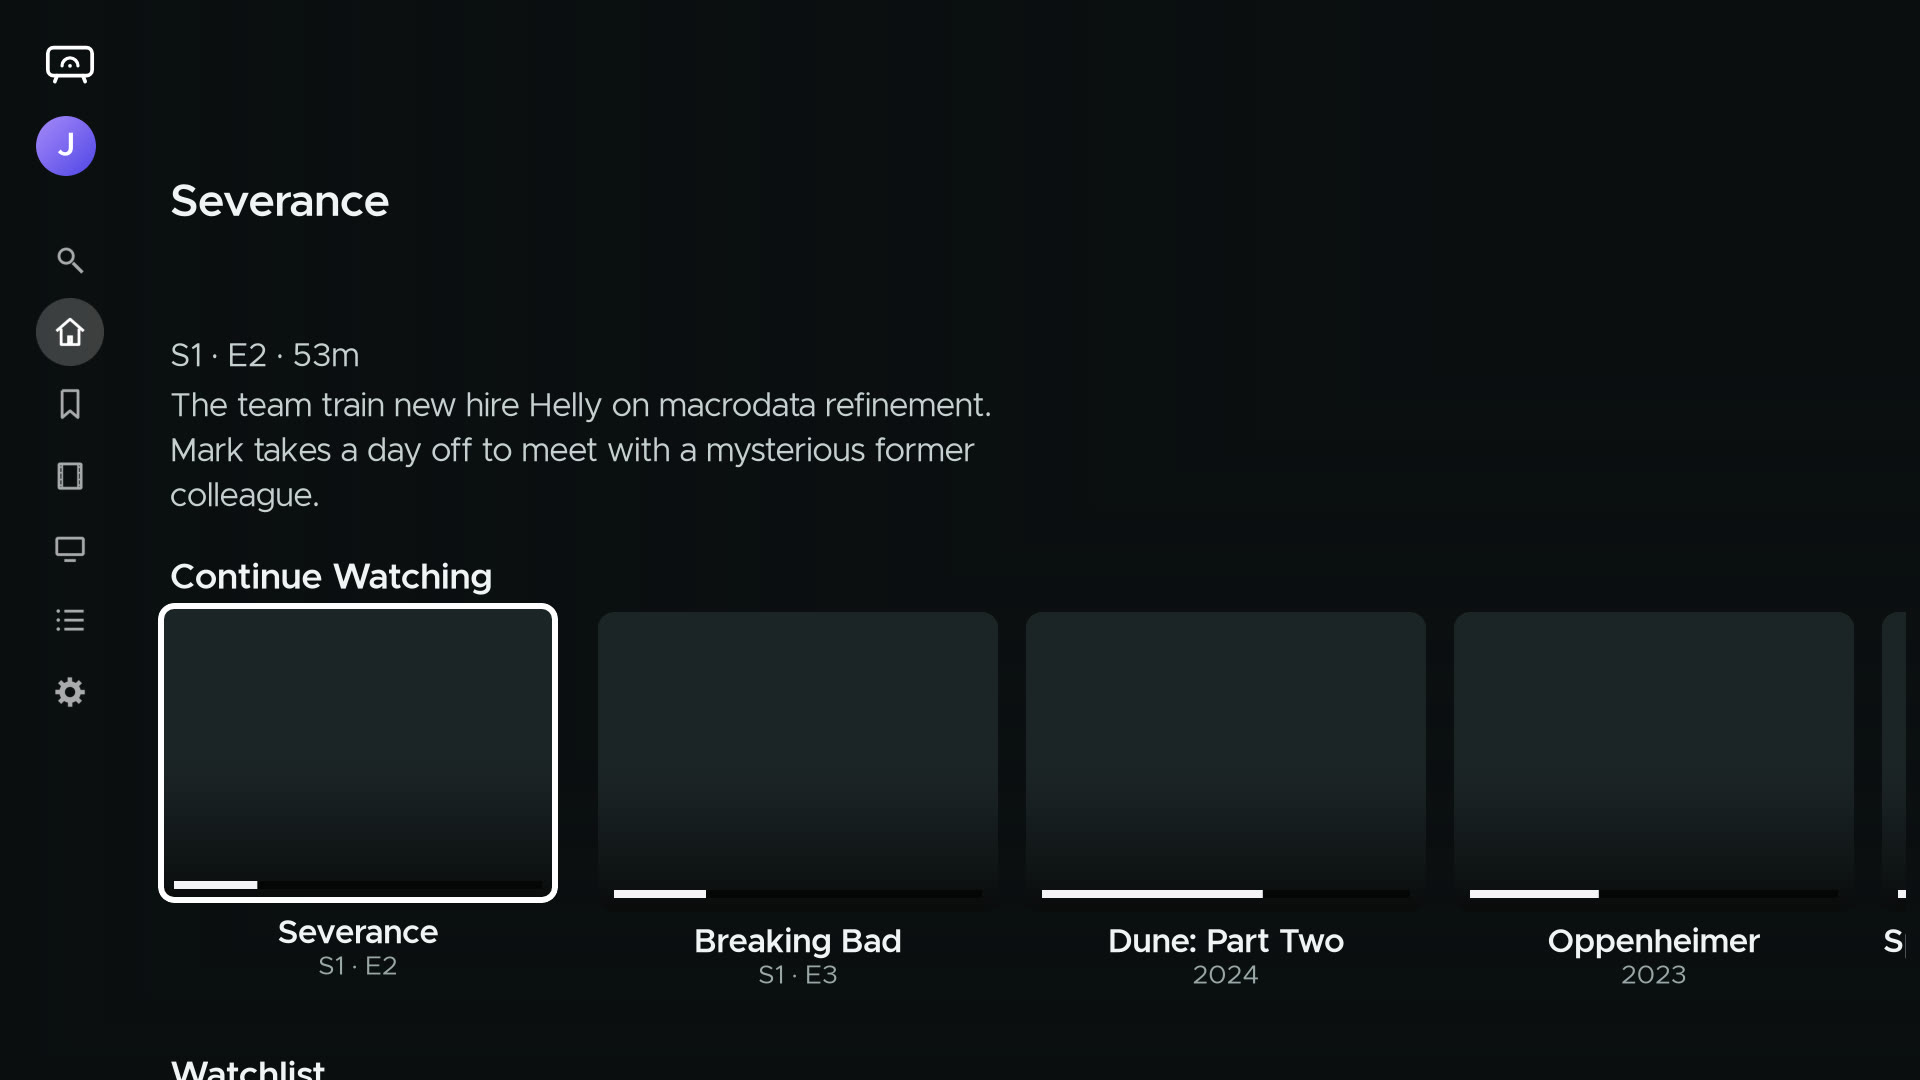 J
Severance
S1 · E2 · 53m
The team train new hire Helly on macrodata refinement.
Mark takes a day off to meet with a mysterious former
colleague.
Continue Watching
Severance
S1 · E2
Breaking Bad
S1 · E3
Dune: Part Two
2024
Oppenheimer
2023
Watchlist